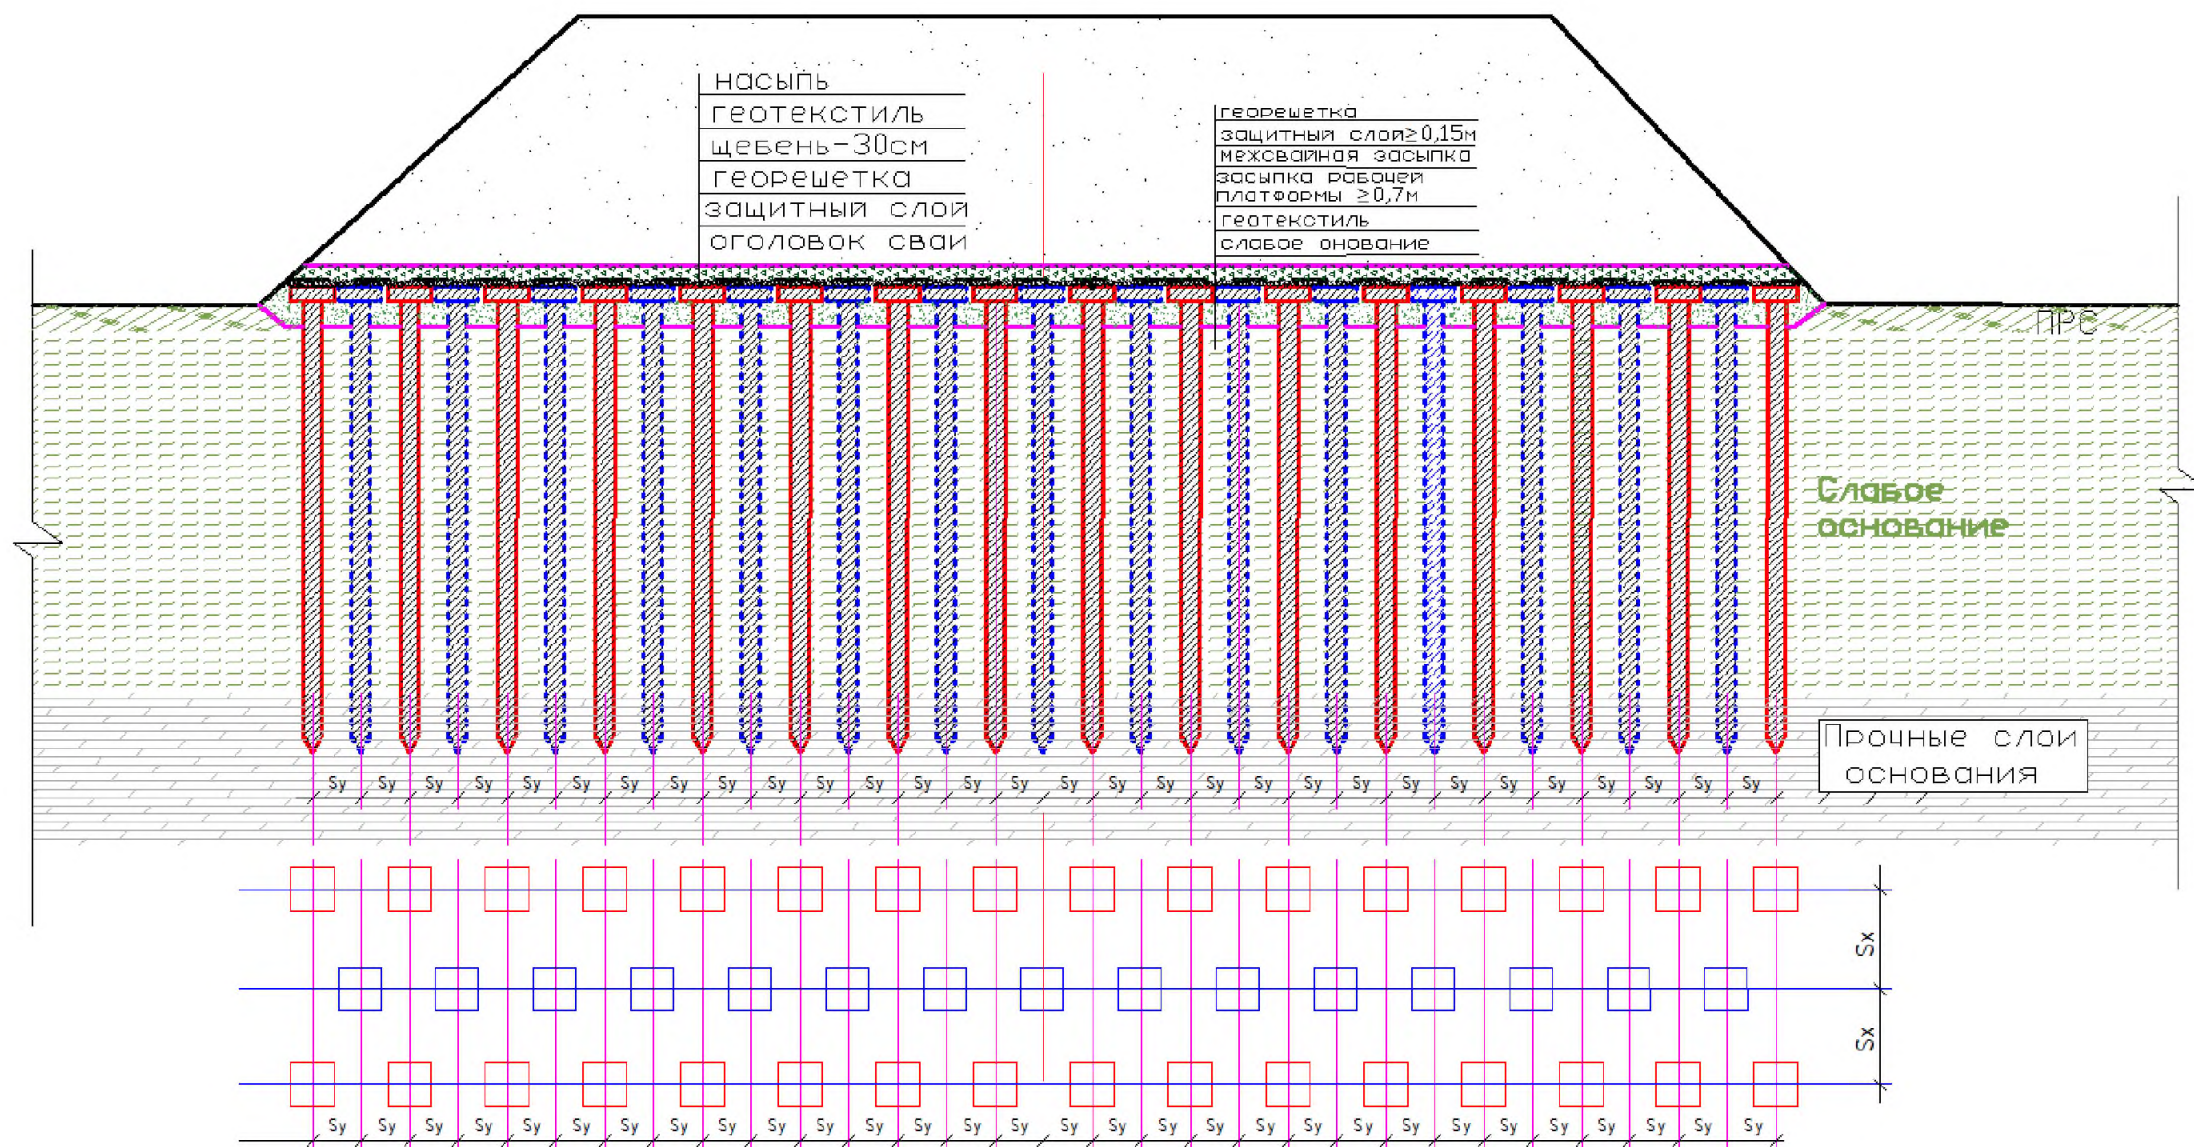 насыпь
геотекстиль
щебень-30см
георешетка
защитный слой
оголовок сваи
георешетка
защитный слой≥0,15м
межсвайная засыпка
засыпка рабочей
платформы ≥0,7м
геотекстиль
слабое онование
ПРС
Слабое
основание
Прочные слои
основания
Sy Sy Sy Sy Sy Sy Sy Sy Sy Sy Sy Sy Sy Sy Sy Sy Sy Sy Sy Sy Sy Sy Sy Sy Sy Sy Sy Sy Sy Sy
Sx
Sx
Sy Sy Sy Sy Sy Sy Sy Sy Sy Sy Sy Sy Sy Sy Sy Sy Sy Sy Sy Sy Sy Sy Sy Sy Sy Sy Sy Sy Sy Sy